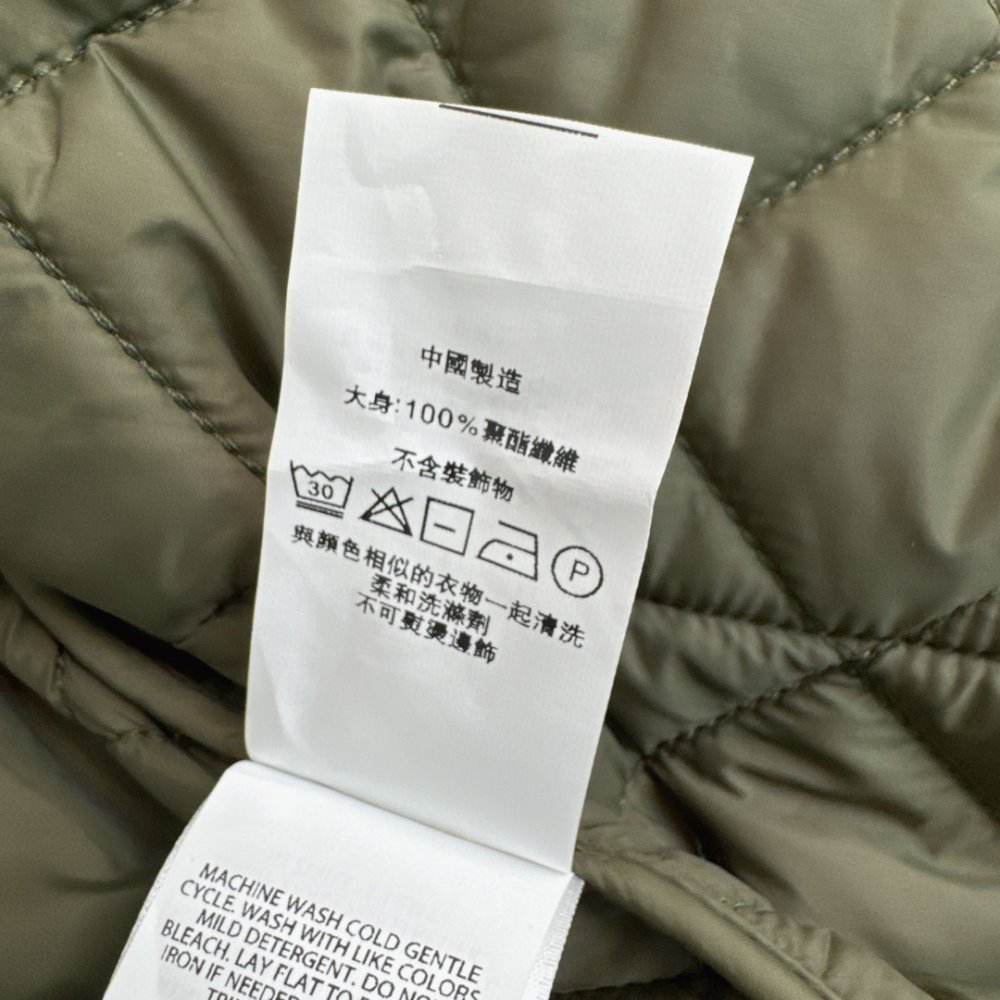 中國製造
大身:100%聚酯纖維
不含裝飾物
30
P
與顏色相似的衣物一起清洗
柔和洗滌劑
不可熨燙邊飾
MACHINE WASH COLD GENTLE
CYCLE. WASH WITH LIKE COLORS
MILD DETERGENT. DO NOT
BLEACH. LAY FLAT TO
IRON IF NEEDED